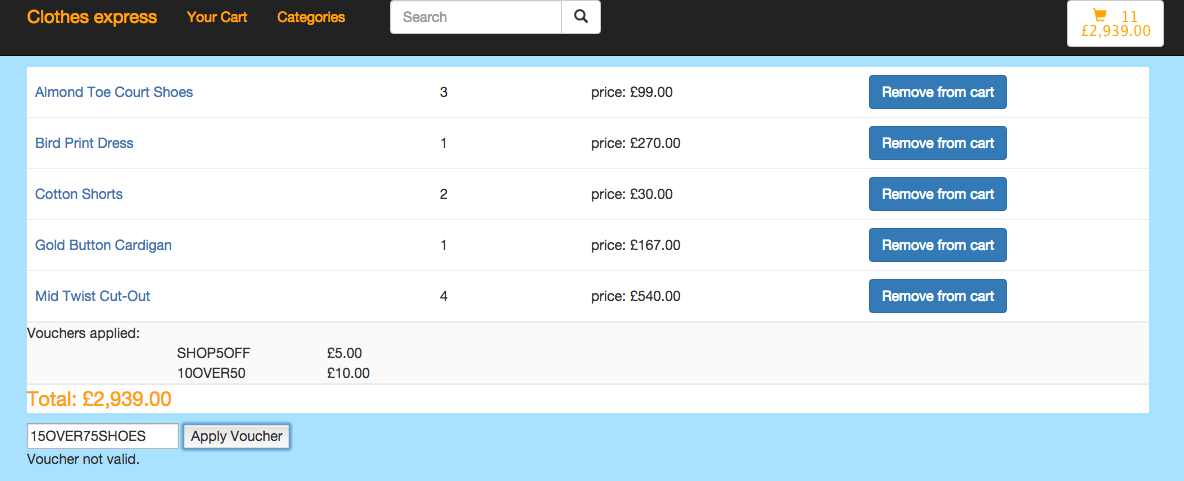 Clothes express Your Cart Categories Search 11
£2,939.00
Almond Toe Court Shoes 3 price: £99.00 Remove from cart
Bird Print Dress 1 price: £270.00 Remove from cart
Cotton Shorts 2 price: £30.00 Remove from cart
Gold Button Cardigan 1 price: £167.00 Remove from cart
Mid Twist Cut-Out 4 price: £540.00 Remove from cart
Vouchers applied:
SHOP5OFF £5.00
10OVER50 £10.00
Total: £2,939.00
15OVER75SHOES Apply Voucher
Voucher not valid.